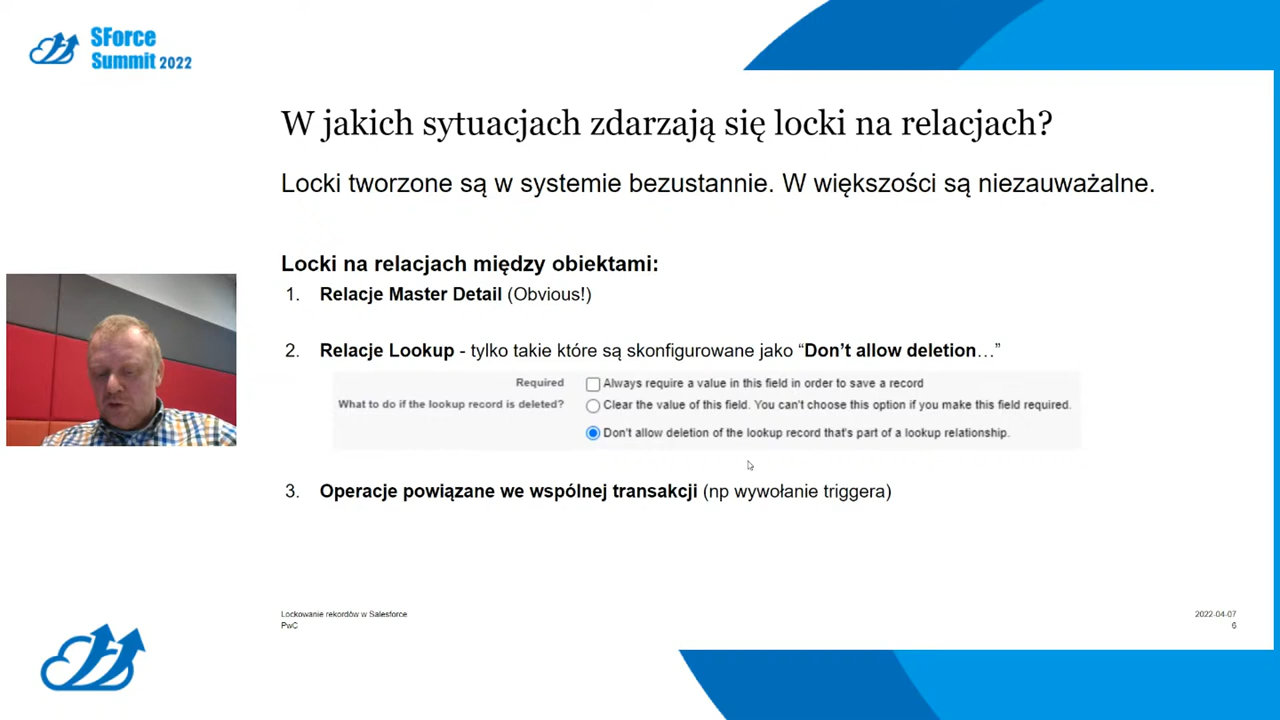 SForce
Summit 2022
W jakich sytuacjach zdarzają się locki na relacjach?
Locki tworzone są w systemie bezustannie. W większości są niezauważalne.
Locki na relacjach między obiektami:
1. Relacje Master Detail (Obvious!)
2. Relacje Lookup - tylko takie które są skonfigurowane jako “Don’t allow deletion…”
Required Always require a value in this field in order to save a record
What to do if the lookup record is deleted? Clear the value of this field. You can't choose this option if you make this field required.
Don't allow deletion of the lookup record that's part of a lookup relationship.
3. Operacje powiązane we wspólnej transakcji (np wywołanie triggera)
Lockowanie rekordów w Salesforce
PwC
2022-04-07
6